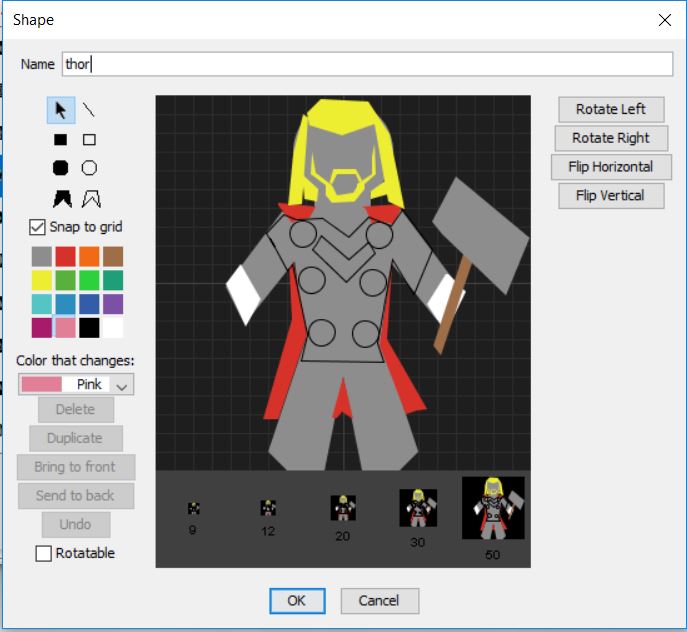 Shape
Name thor
Rotate Left
Rotate Right
Flip Horizontal
Flip Vertical
Snap to grid
Color that changes:
Pink
Delete
Duplicate
Bring to front
Send to back
Undo
Rotatable
9
12
20
30
50
OK
Cancel